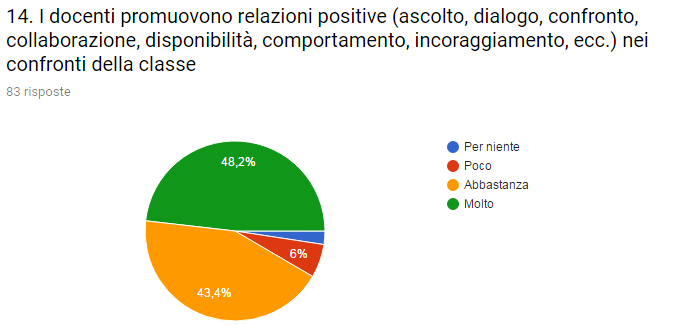 14. I docenti promuovono relazioni positive (ascolto, dialogo, confronto,
collaborazione, disponibilità, comportamento, incoraggiamento, ecc.) nei
confronti della classe
83 risposte
48,2%
6%
43,4%
Per niente
Poco
Abbastanza
Molto